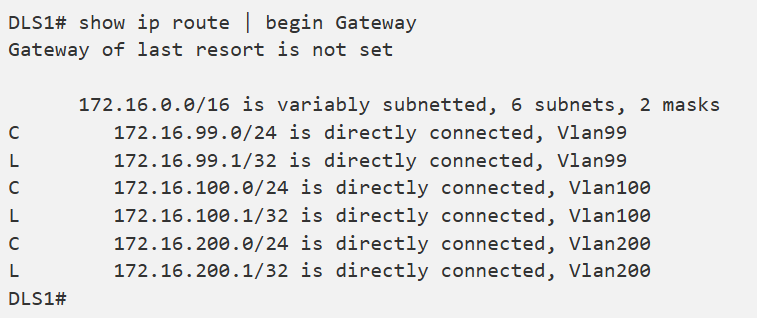 DLS1# show ip route | begin Gateway
Gateway of last resort is not set
172.16.0.0/16 is variably subnetted, 6 subnets, 2 masks
C 172.16.99.0/24 is directly connected, Vlan99
L 172.16.99.1/32 is directly connected, Vlan99
C 172.16.100.0/24 is directly connected, Vlan100
L 172.16.100.1/32 is directly connected, Vlan100
C 172.16.200.0/24 is directly connected, Vlan200
L 172.16.200.1/32 is directly connected, Vlan200
DLS1#